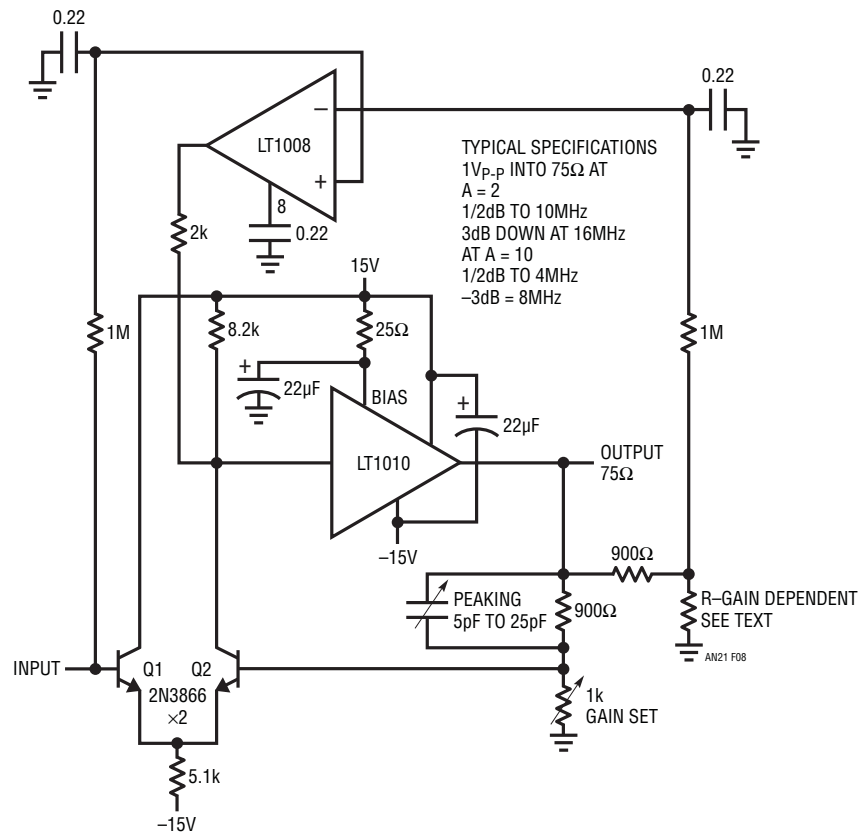 0.22
0.22
LT1008
−
+
8
0.22
2k
TYPICAL SPECIFICATIONS
1VP-P INTO 75Ω AT
A = 2
1/2dB TO 10MHz
3dB DOWN AT 16MHz
AT A = 10
1/2dB TO 4MHz
–3dB = 8MHz
15V
1M
8.2k
25Ω
1M
+
22µF
BIAS
+
22µF
LT1010
OUTPUT
75Ω
–15V
900Ω
PEAKING
5pF TO 25pF
900Ω
R–GAIN DEPENDENT
SEE TEXT
AN21 F08
INPUT
Q1
Q2
2N3866
×2
1k
GAIN SET
5.1k
–15V